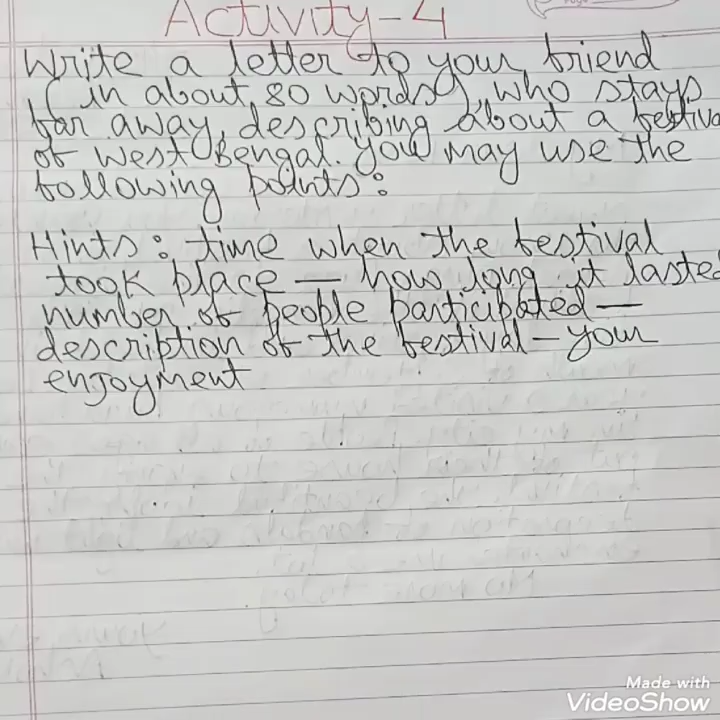 Activity-4
Write a letter to your friend
(in about 80 words), who stays
far away, describing about a festiva
of West Bengal. You may use the
following points:
Hints: time when the festival
took place — how long it lasted
number of people participated —
description of the festival — your
enjoyment
Made with
VideoShow